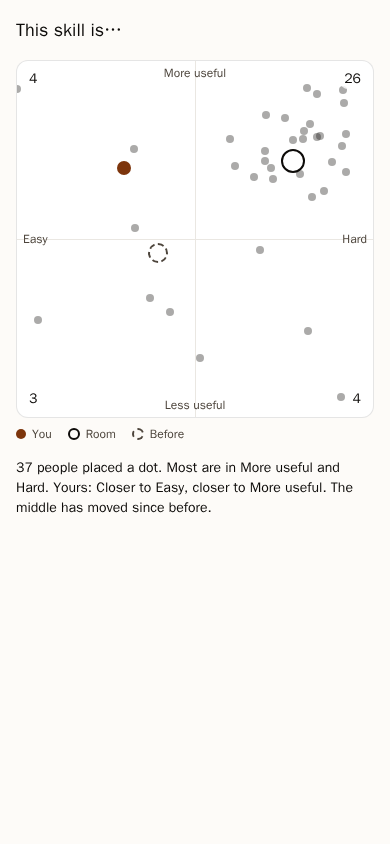 This skill is⋯
4
More useful
26
Easy
Hard
3
Less useful
4
You
Room
Before
37 people placed a dot. Most are in More useful and
Hard. Yours: Closer to Easy, closer to More useful. The
middle has moved since before.